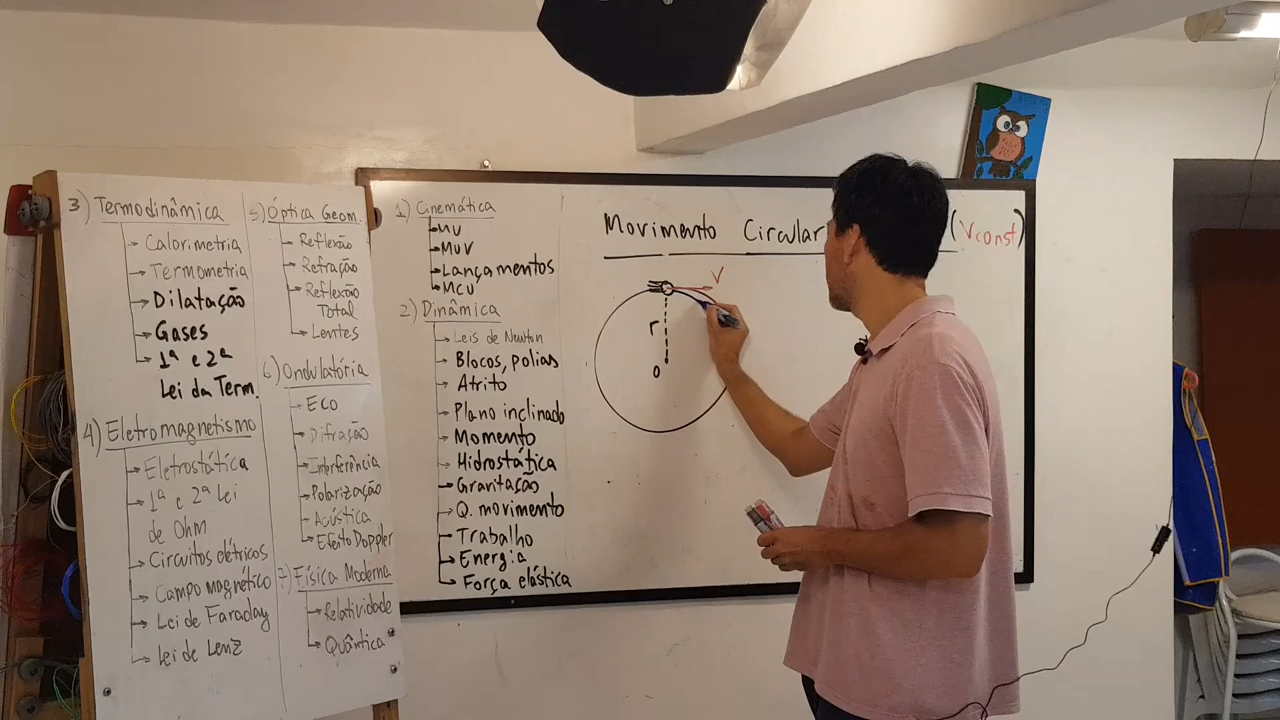 3) Termodinâmica
→ Calorimetria
→ Termometria
→ Dilatação
→ Gases
→ 1ª e 2ª
Lei da Term.
4) Eletromagnetismo
→ Eletrostática
→ 1ª e 2ª Lei
de Ohm
→ Circuitos elétricos
→ Campo magnético
→ Lei de Faraday
→ Lei de Lenz
5) Óptica Geom.
→ Reflexão
→ Refração
→ Reflexão
Total
→ Lentes
6) Ondulatória
→ Eco
→ Difração
→ Interferência
→ Polarização
→ Acústica
→ Efeito Doppler
7) Física Moderna
→ Relatividade
→ Quântica
1) Cinemática
→ MU
→ MUV
→ Lançamentos
→ MCU
2) Dinâmica
→ Leis de Newton
→ Blocos, polias
→ Atrito
→ Plano inclinado
→ Momento
→ Hidrostática
→ Gravitação
→ Q. movimento
→ Trabalho
→ Energia
→ Força elástica
Movimento Circular (Vconst)
V
r
o